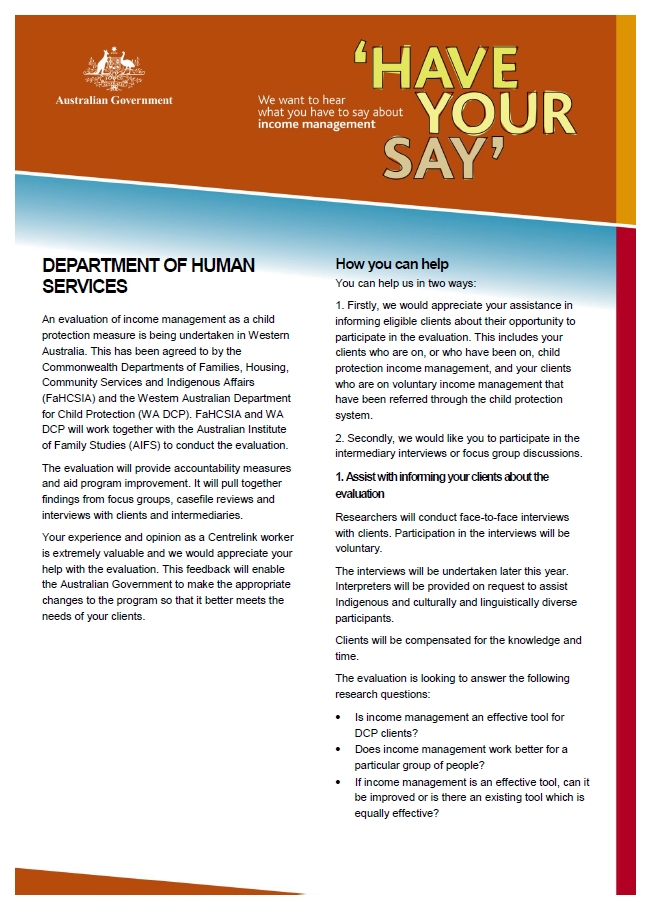 Australian Government
We want to hear
what you have to say about
income management
‘HAVE
YOUR
SAY’
DEPARTMENT OF HUMAN
SERVICES
An evaluation of income management as a child
protection measure is being undertaken in Western
Australia. This has been agreed to by the
Commonwealth Departments of Families, Housing,
Community Services and Indigenous Affairs
(FaHCSIA) and the Western Australian Department
for Child Protection (WA DCP). FaHCSIA and WA
DCP will work together with the Australian Institute
of Family Studies (AIFS) to conduct the evaluation.
The evaluation will provide accountability measures
and aid program improvement. It will pull together
findings from focus groups, casefile reviews and
interviews with clients and intermediaries.
Your experience and opinion as a Centrelink worker
is extremely valuable and we would appreciate your
help with the evaluation. This feedback will enable
the Australian Government to make the appropriate
changes to the program so that it better meets the
needs of your clients.
How you can help
You can help us in two ways:
1. Firstly, we would appreciate your assistance in
informing eligible clients about their opportunity to
participate in the evaluation. This includes your
clients who are on, or who have been on, child
protection income management, and your clients
who are on voluntary income management that
have been referred through the child protection
system.
2. Secondly, we would like you to participate in the
intermediary interviews or focus group discussions.
1. Assist with informing your clients about the
evaluation
Researchers will conduct face-to-face interviews
with clients. Participation in the interviews will be
voluntary.
The interviews will be undertaken later this year.
Interpreters will be provided on request to assist
Indigenous and culturally and linguistically diverse
participants.
Clients will be compensated for the knowledge and
time.
The evaluation is looking to answer the following
research questions:
• Is income management an effective tool for
DCP clients?
• Does income management work better for a
particular group of people?
• If income management is an effective tool, can it
be improved or is there an existing tool which is
equally effective?